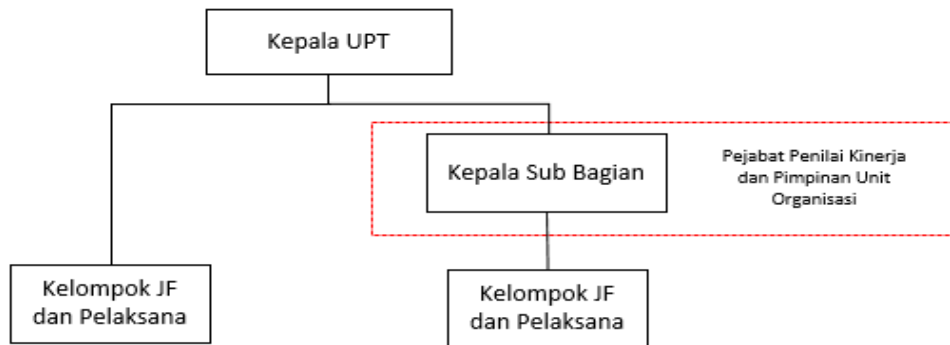 Kepala UPT
Kepala Sub Bagian
Pejabat Penilai Kinerja
dan Pimpinan Unit
Organisasi
Kelompok JF
dan Pelaksana
Kelompok JF
dan Pelaksana